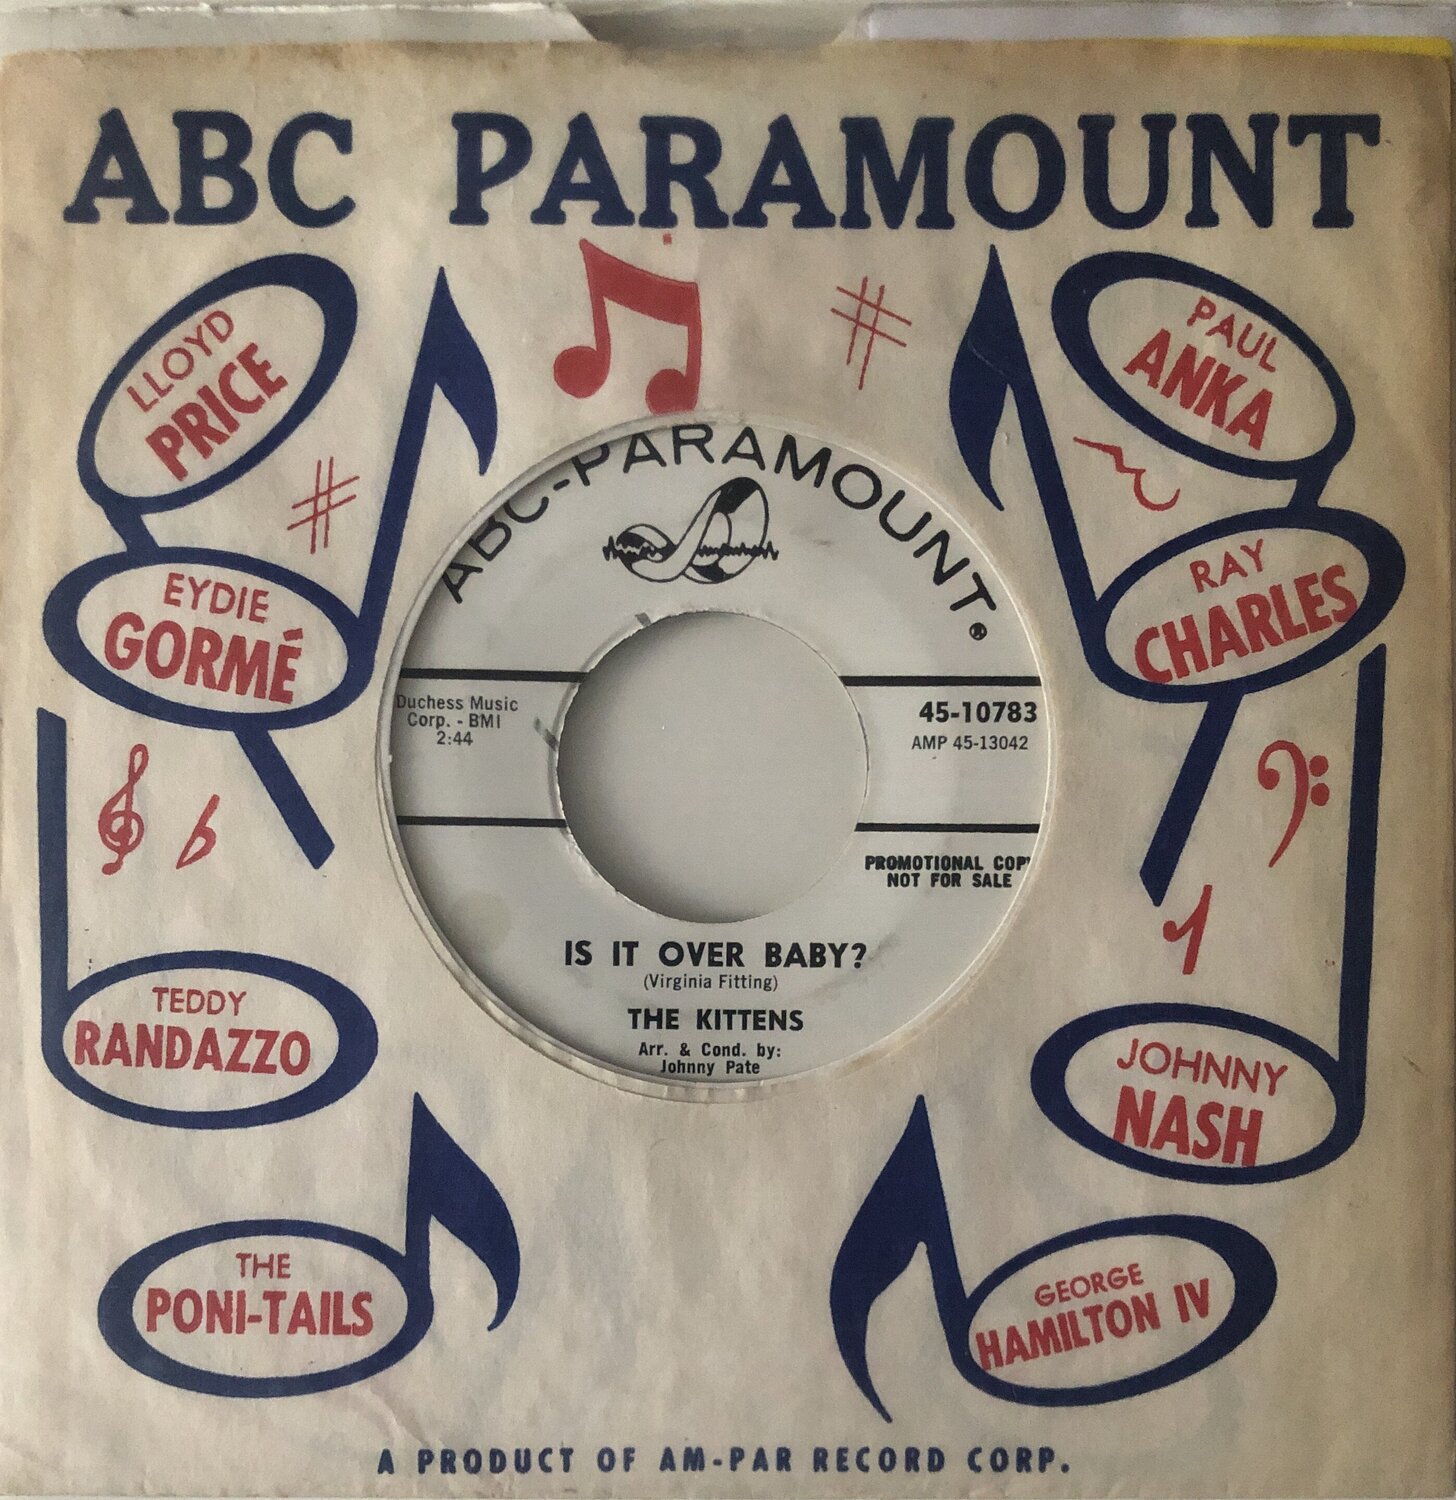 ABC PARAMOUNT
LLOYD
PRICE
PAUL
ANKA
EYDIE
GORMÉ
RAY
CHARLES
ABC-PARAMOUNT®
Duchess Music
Corp. - BMI
2:44
45-10783
AMP 45-13042
PROMOTIONAL COP
NOT FOR SALE
IS IT OVER BABY?
(Virginia Fitting)
THE KITTENS
Arr. & Cond. by:
Johnny Pate
TEDDY
RANDAZZO
JOHNNY
NASH
THE
PONI-TAILS
GEORGE
HAMILTON IV
A PRODUCT OF AM-PAR RECORD CORP.